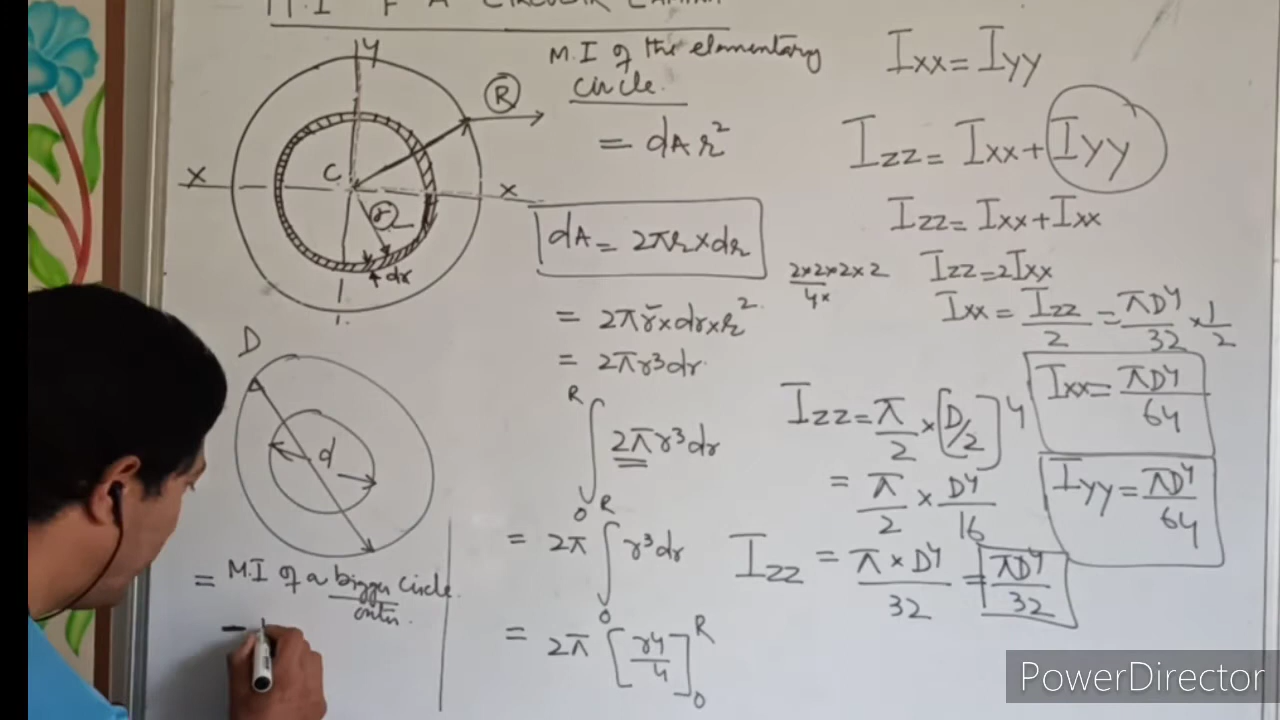 M.I F A CIRCULAR LAMINA
y
R
C
x
x
r
dr
D
d
= M.I of a bigger circle.
outer.
-
M.I of the elementary
circle.
= dA r²
dA = 2πr × dr
= 2πr × dr × r²
= 2πr³dr
∫₀ᴿ 2πr³dr
= 2π ∫₀ᴿ r³dr
= 2π [r⁴/4]₀ᴿ
Ixx = Iyy
Izz = Ixx + Iyy
Izz = Ixx + Ixx
2×2×2×2
4×
Izz = 2Ixx
Ixx = Izz/2 = πD⁴/32 × 1/2
Ixx = πD⁴/64
Iyy = πD⁴/64
Izz = π/2 × [D/2]⁴
= π/2 × D⁴/16
Izz = π × D⁴/32 = πD⁴/32
PowerDirector